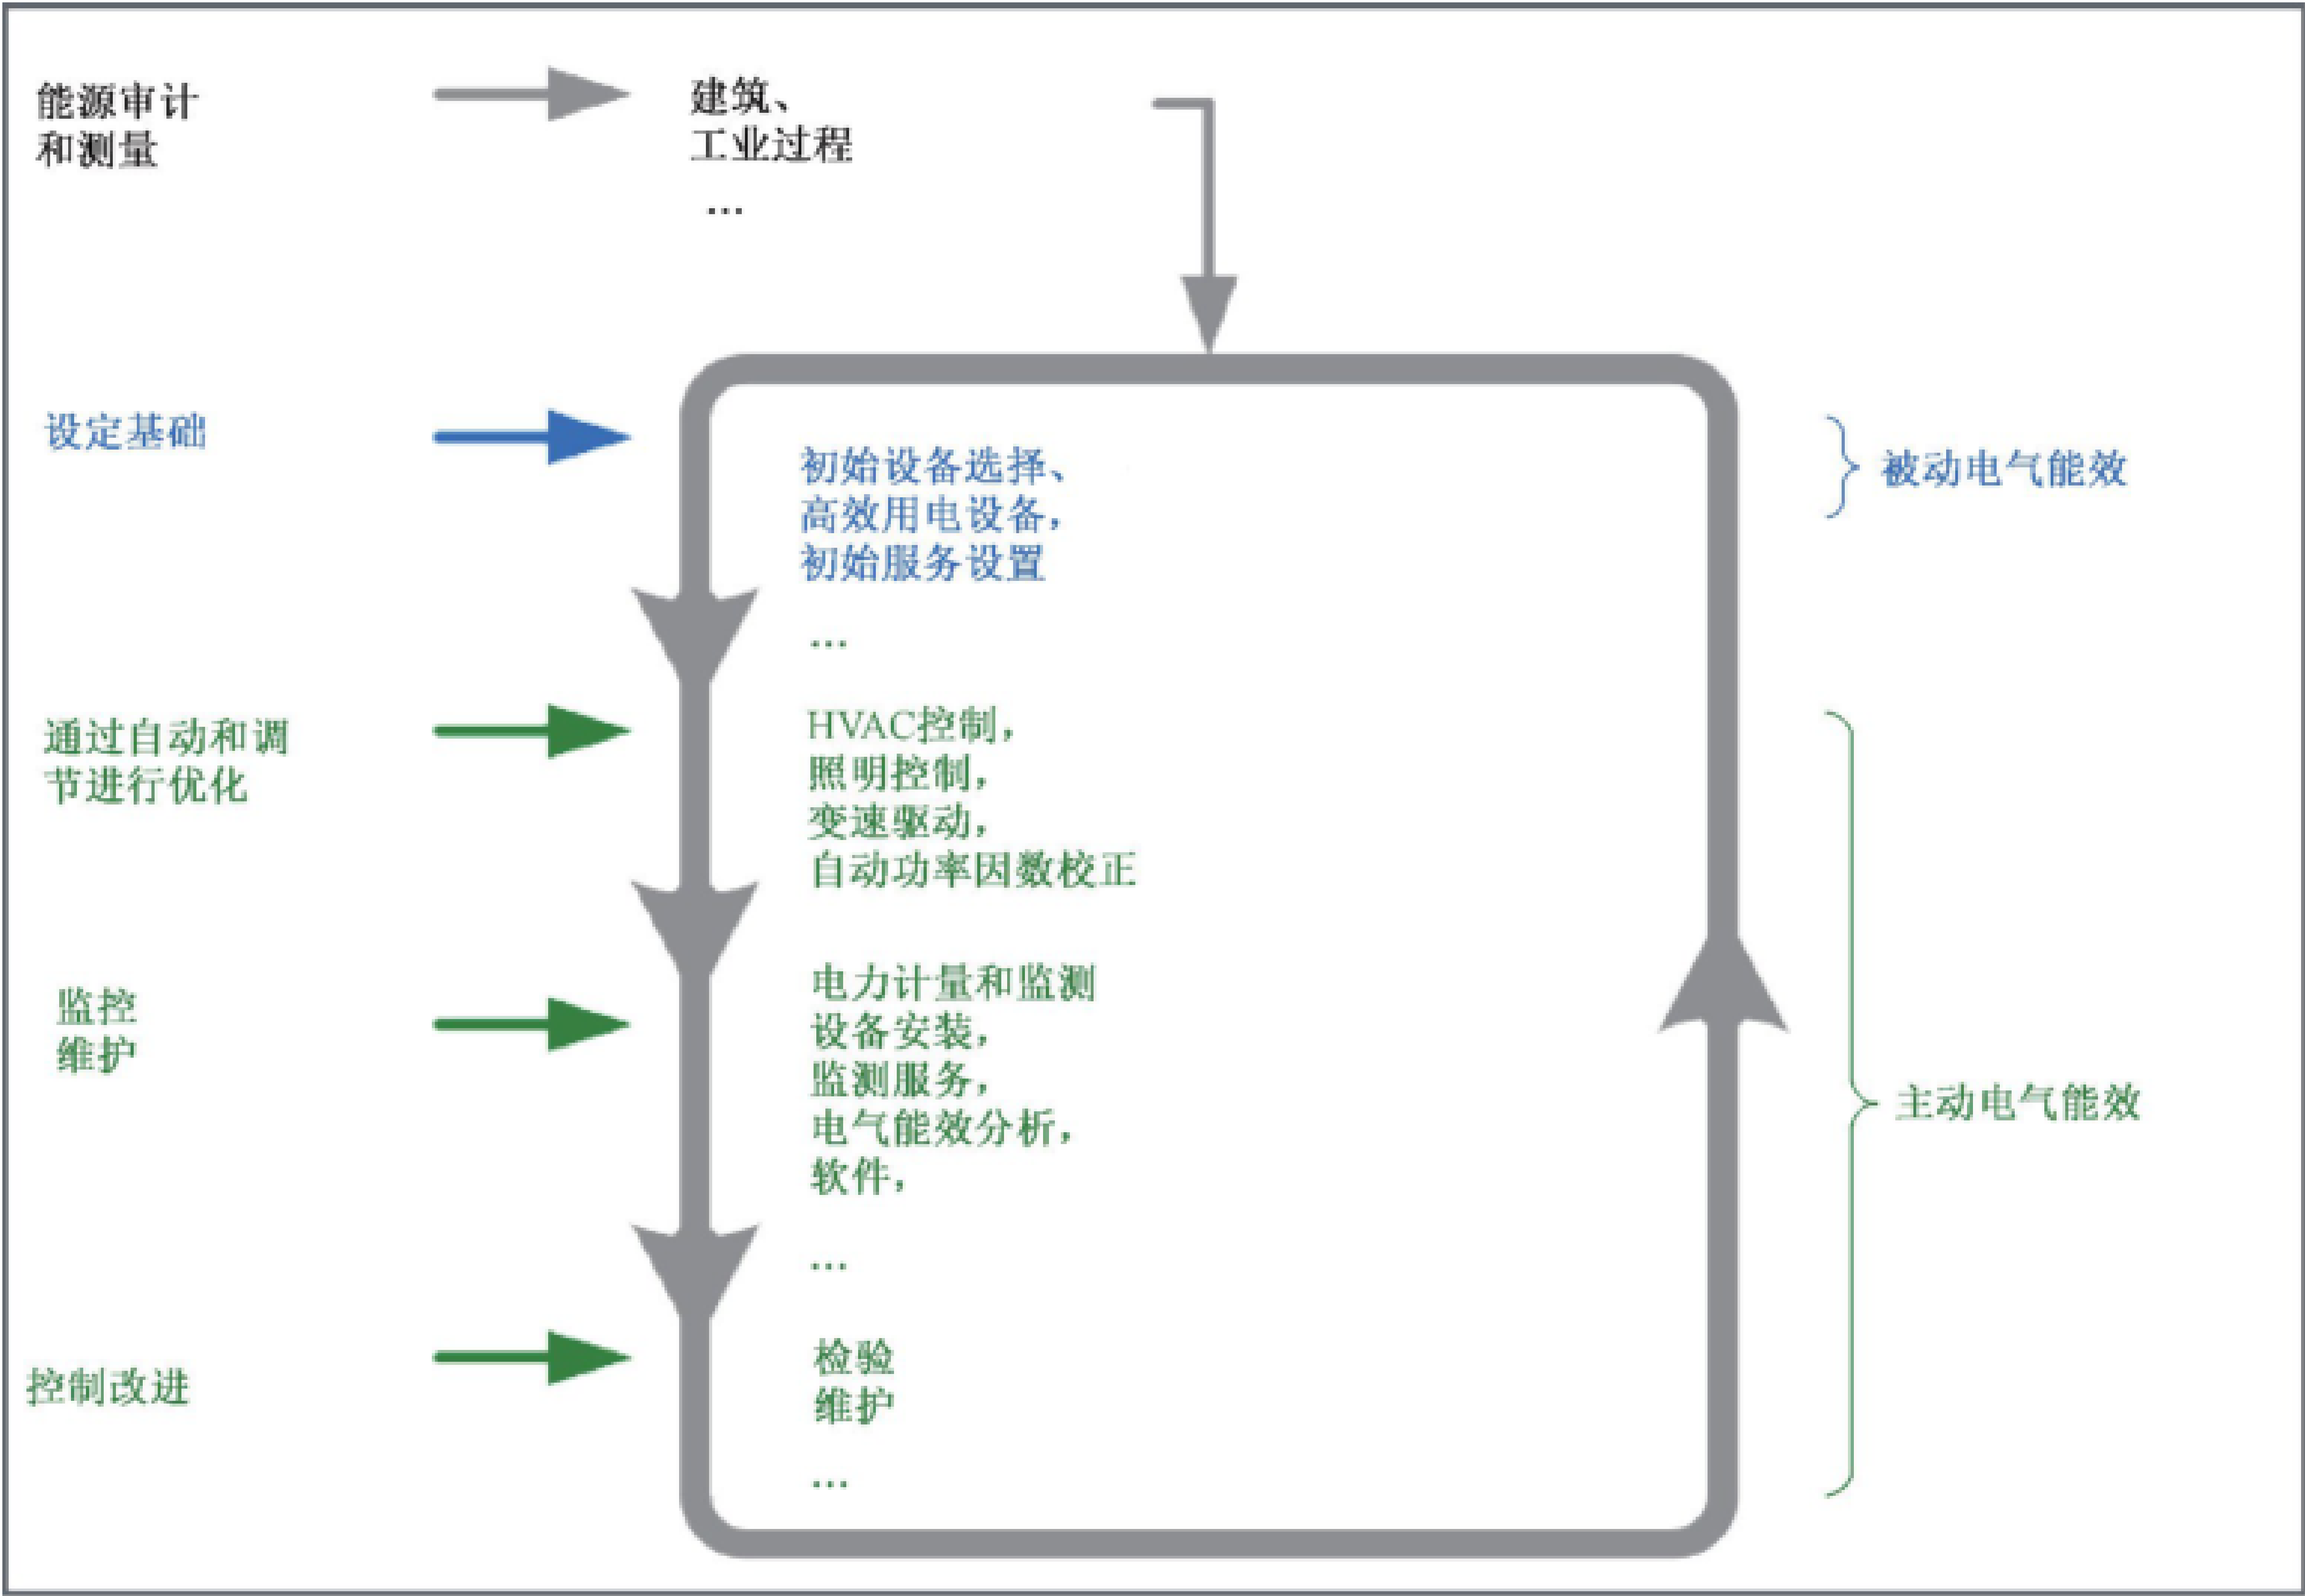 能源审计
和测量
建筑、
工业过程
...
设定基础
初始设备选择、
高效用电设备，
初始服务设置
...
被动电气能效
通过自动和调
节进行优化
HVAC控制，
照明控制，
变速驱动，
自动功率因数校正
监控
维护
电力计量和监测
设备安装，
监测服务，
电气能效分析，
软件，
...
主动电气能效
控制改进
检验
维护
...